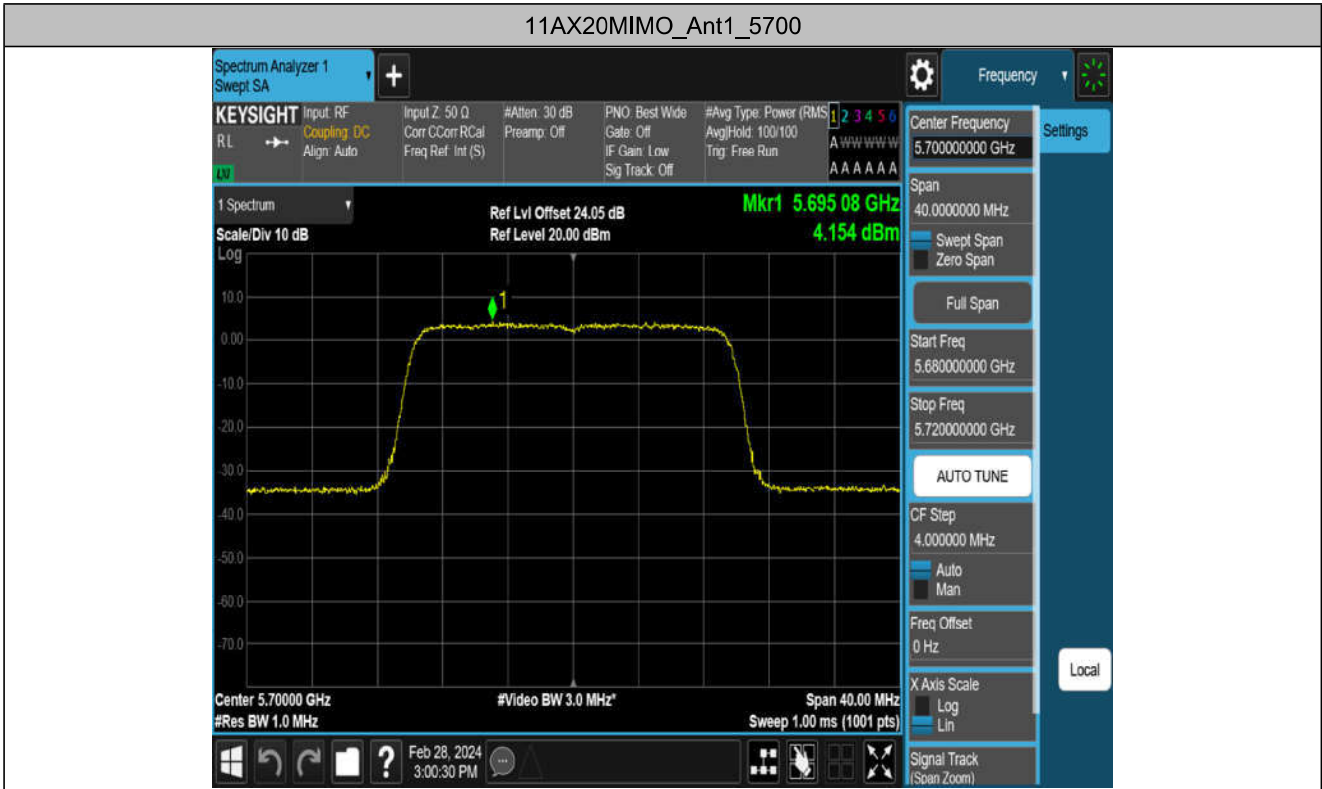 11AX20MIMO_Ant1_5700
Spectrum Analyzer 1
Swept SA
Frequency
KEYSIGHT
RL
LXI
Input: RF
Coupling: DC
Align: Auto
Input Z: 50 Ω
Corr CCorr RCal
Freq Ref: Int (S)
#Atten: 30 dB
Preamp: Off
PNO: Best Wide
Gate: Off
IF Gain: Low
Sig Track: Off
#Avg Type: Power (RMS
Avg|Hold: 100/100
Trig: Free Run
1 2 3 4 5 6
A W W W W W
A A A A A A
1 Spectrum
Scale/Div 10 dB
Log
Ref Lvl Offset 24.05 dB
Ref Level 20.00 dBm
Mkr1 5.695 08 GHz
4.154 dBm
1
10.0
0.00
-10.0
-20.0
-30.0
-40.0
-50.0
-60.0
-70.0
Center 5.70000 GHz
#Video BW 3.0 MHz*
Span 40.00 MHz
#Res BW 1.0 MHz
Sweep 1.00 ms (1001 pts)
Feb 28, 2024
3:00:30 PM
Center Frequency
5.700000000 GHz
Settings
Span
40.0000000 MHz
Swept Span
Zero Span
Full Span
Start Freq
5.680000000 GHz
Stop Freq
5.720000000 GHz
AUTO TUNE
CF Step
4.000000 MHz
Auto
Man
Freq Offset
0 Hz
Local
X Axis Scale
Log
Lin
Signal Track
(Span Zoom)